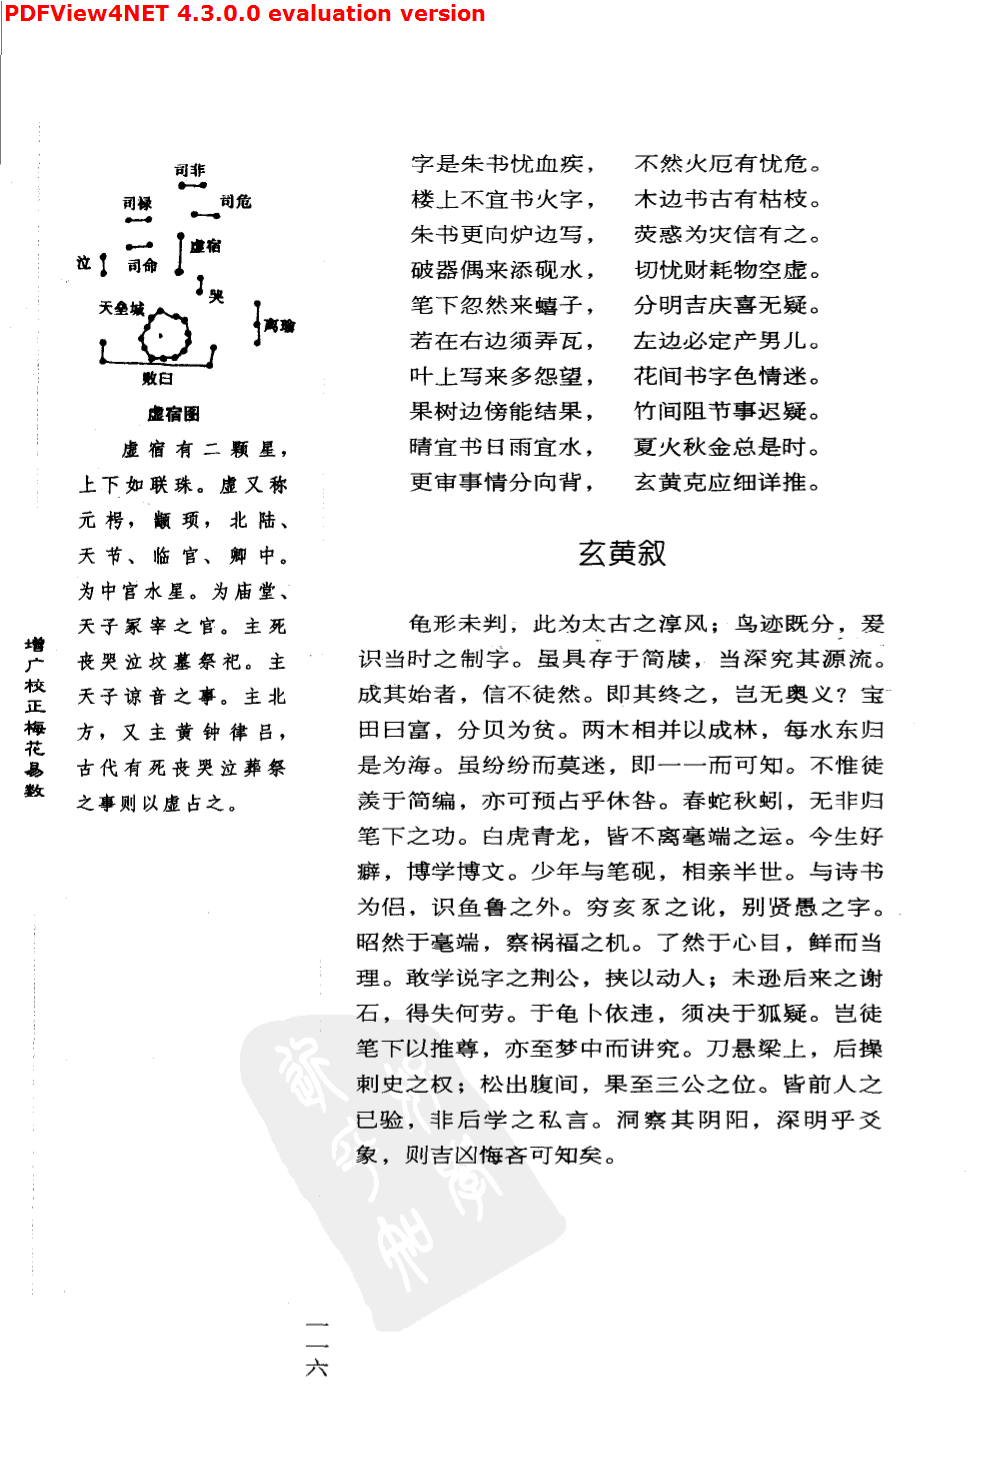 PDFView4NET 4.3.0.0 evaluation version
字是朱书忧血疾，　不然火厄有忧危。
楼上不宜书火字，　木边书古有枯枝。
朱书更向炉边写，　荧惑为灾信有之。
破器偶来添砚水，　切忧财耗物空虚。
笔下忽然来蟢子，　分明吉庆喜无疑。
若在右边须弄瓦，　左边必定产男儿。
叶上写来多怨望，　花间书字色情迷。
果树边傍能结果，　竹间阻节事迟疑。
晴宜书日雨宜水，　夏火秋金总是时。
更审事情分向背，　玄黄克应细详推。
玄黄叙
龟形未判，此为太古之淳风；鸟迹既分，爰
识当时之制字。虽具存于简牍，当深究其源流。
成其始者，信不徒然。即其终之，岂无奥义？宝
田曰富，分贝为贫。两木相并以成林，每水东归
是为海。虽纷纷而莫迷，即一一而可知。不惟徒
羡于简编，亦可预占乎休咎。春蛇秋蚓，无非归
笔下之功。白虎青龙，皆不离毫端之运。今生好
癖，博学博文。少年与笔砚，相亲半世。与诗书
为侣，识鱼鲁之外。穷亥豕之讹，别贤愚之字。
昭然于毫端，察祸福之机。了然于心目，鲜而当
理。敢学说字之荆公，挟以动人；未逊后来之谢
石，得失何劳。于龟卜依违，须决于狐疑。岂徒
笔下以推尊，亦至梦中而讲究。刀悬梁上，后操
刺史之权；松出腹间，果至三公之位。皆前人之
已验，非后学之私言。洞察其阴阳，深明乎爻
象，则吉凶悔吝可知矣。
司非
司禄
司危
虚宿
泣
司命
哭
天垒城
离瑜
败臼
虚宿图
虚宿有二颗星，
上下如联珠。虚又称
元枵，颛顼，北陆、
天节、临官、卿中。
为中官水星。为庙堂、
天子冢宰之官。主死
丧哭泣坟墓祭祀。主
天子谅音之事。主北
方，又主黄钟律吕，
古代有死丧哭泣葬祭
之事则以虚占之。
增广校正梅花易数
一一六